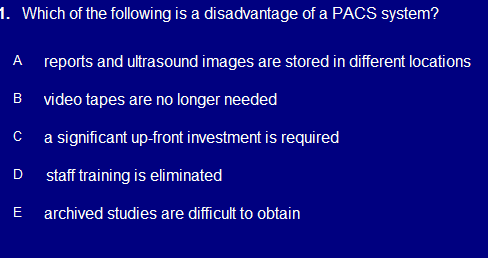 1. Which of the following is a disadvantage of a PACS system?
A reports and ultrasound images are stored in different locations
B video tapes are no longer needed
C a significant up-front investment is required
D staff training is eliminated
E archived studies are difficult to obtain